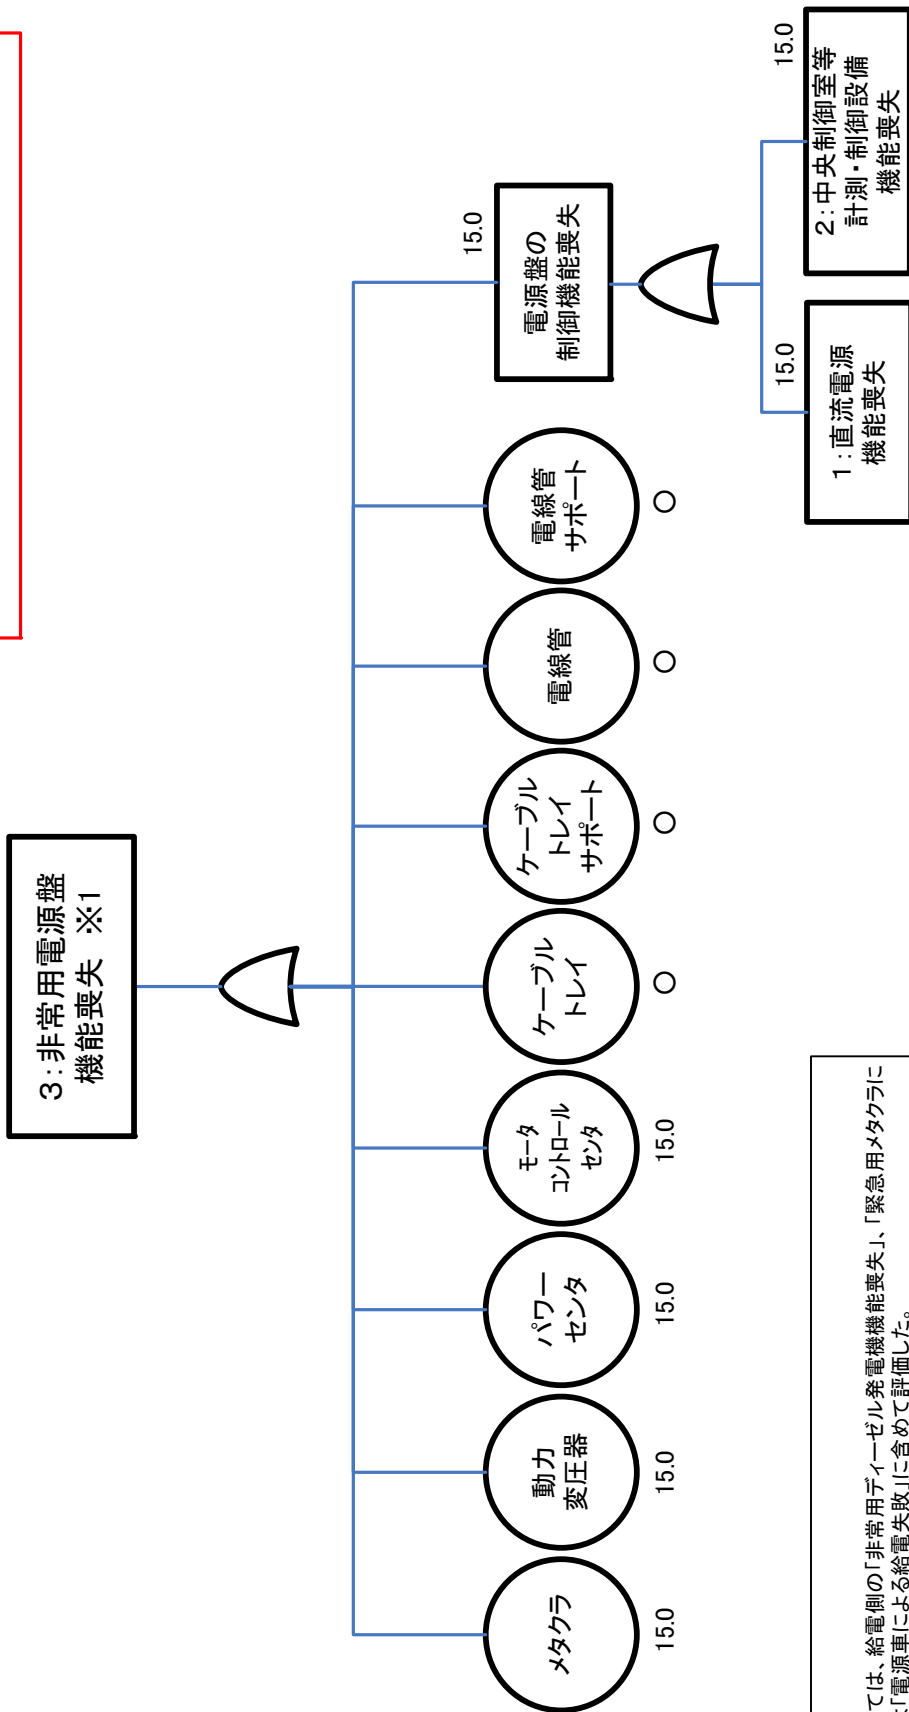 3:非常用電源盤
機能喪失 ※1
メタクラ
15.0
動力
変圧器
15.0
パワー
センタ
15.0
モータ
コントロール
センタ
15.0
ケーブル
トレイ
○
ケーブル
トレイ
サポート
○
電線管
○
電線管
サポート
○
15.0
電源盤の
制御機能喪失
15.0
1:直流電源
機能喪失
15.0
2:中央制御室等
計測・制御設備
機能喪失
ては、給電側の「非常用ディーゼル発電機機能喪失」、「緊急用メタクラに
「電源車による給電失敗」に含めて評価した。